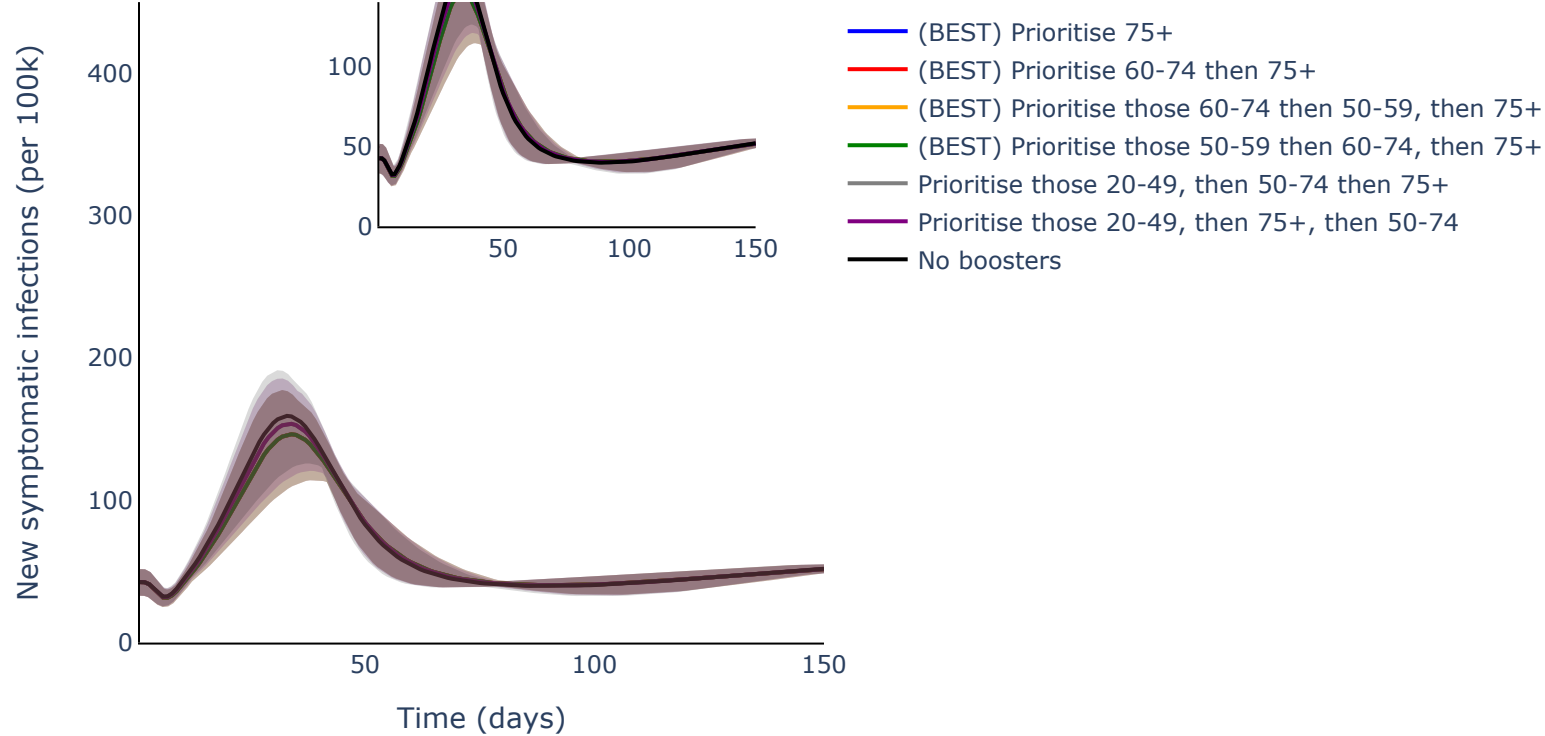 New symptomatic infections (per 100k)
400
300
200
100
0
50
100
150
Time (days)
100
50
0
50
100
150
(BEST) Prioritise 75+
(BEST) Prioritise 60-74 then 75+
(BEST) Prioritise those 60-74 then 50-59, then 75+
(BEST) Prioritise those 50-59 then 60-74, then 75+
Prioritise those 20-49, then 50-74 then 75+
Prioritise those 20-49, then 75+, then 50-74
No boosters